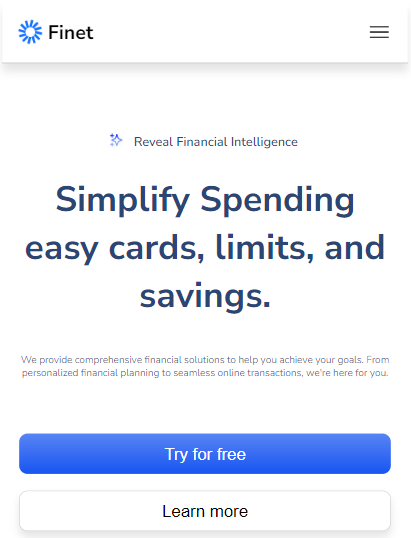 Finet
Reveal Financial Intelligence
Simplify Spending
easy cards, limits, and
savings.
We provide comprehensive financial solutions to help you achieve your goals. From
personalized financial planning to seamless online transactions, we're here for you.
Try for free
Learn more